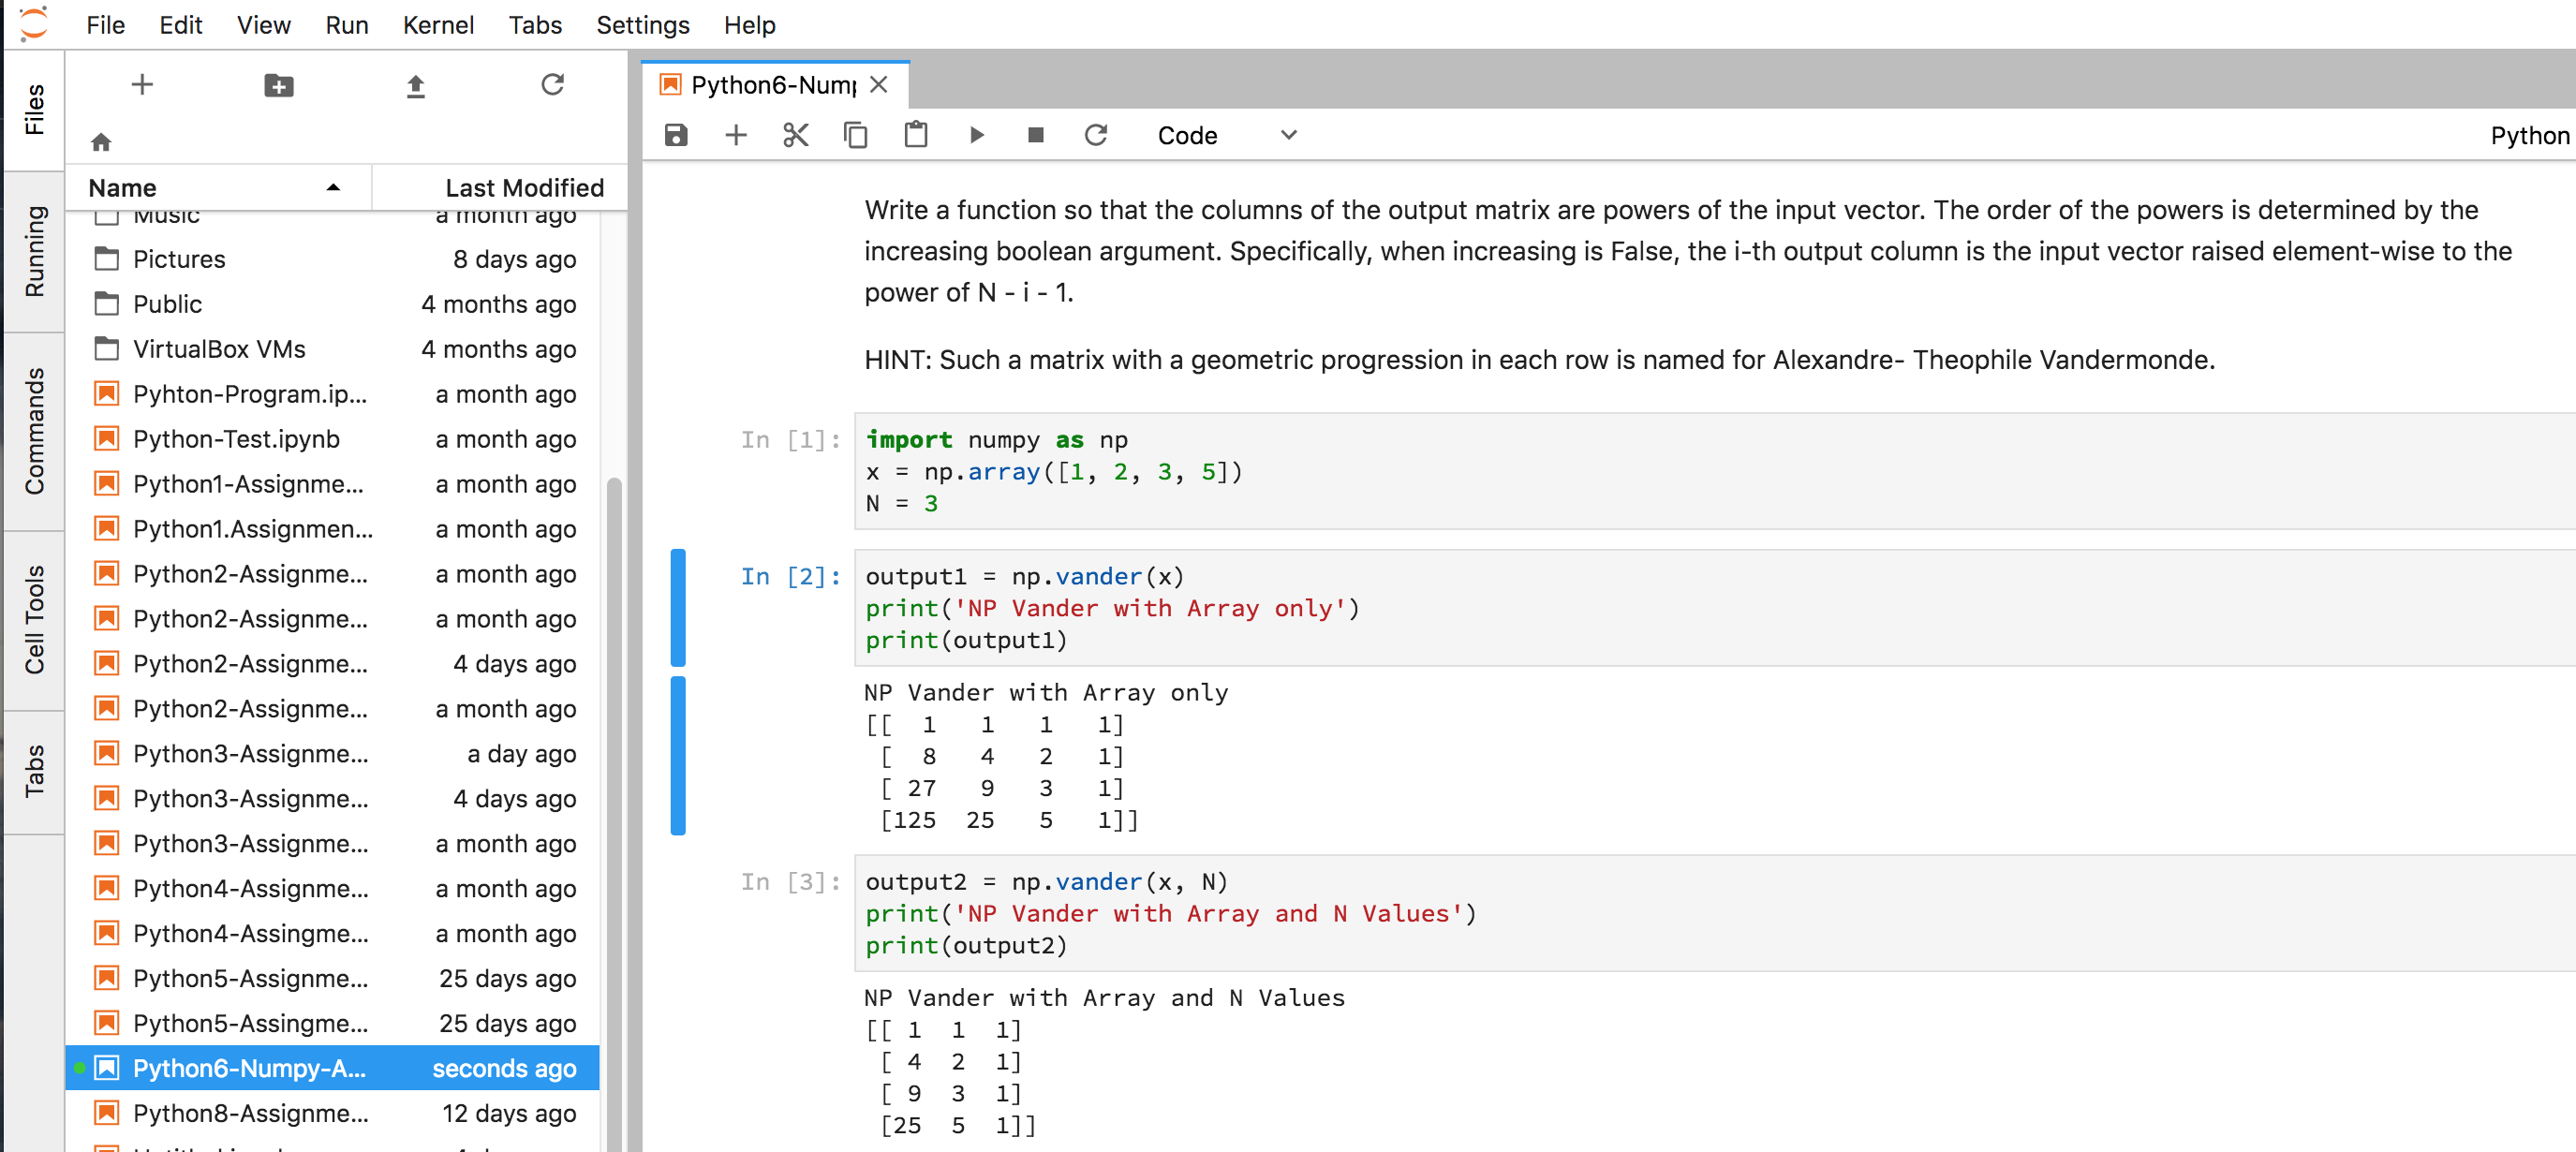 File Edit View Run Kernel Tabs Settings Help
Files
Running
Commands
Cell Tools
Tabs
Name Last Modified
Music a month ago
Pictures 8 days ago
Public 4 months ago
VirtualBox VMs 4 months ago
Pyhton-Program.ip... a month ago
Python-Test.ipynb a month ago
Python1-Assignme... a month ago
Python1.Assignmen... a month ago
Python2-Assignme... a month ago
Python2-Assignme... a month ago
Python2-Assignme... 4 days ago
Python2-Assignme... a month ago
Python3-Assignme... a day ago
Python3-Assignme... 4 days ago
Python3-Assignme... a month ago
Python4-Assignme... a month ago
Python4-Assingme... a month ago
Python5-Assignme... 25 days ago
Python5-Assingme... 25 days ago
Python6-Numpy-A... seconds ago
Python8-Assignme... 12 days ago
Python6-Nump
Code Python
Write a function so that the columns of the output matrix are powers of the input vector. The order of the powers is determined by the
increasing boolean argument. Specifically, when increasing is False, the i-th output column is the input vector raised element-wise to the
power of N - i - 1.
HINT: Such a matrix with a geometric progression in each row is named for Alexandre- Theophile Vandermonde.
In [1]: import numpy as np
x = np.array([1, 2, 3, 5])
N = 3
In [2]: output1 = np.vander(x)
print('NP Vander with Array only')
print(output1)
NP Vander with Array only
[[  1   1   1   1]
 [  8   4   2   1]
 [ 27   9   3   1]
 [125  25   5   1]]
In [3]: output2 = np.vander(x, N)
print('NP Vander with Array and N Values')
print(output2)
NP Vander with Array and N Values
[[ 1  1  1]
 [ 4  2  1]
 [ 9  3  1]
 [25  5  1]]